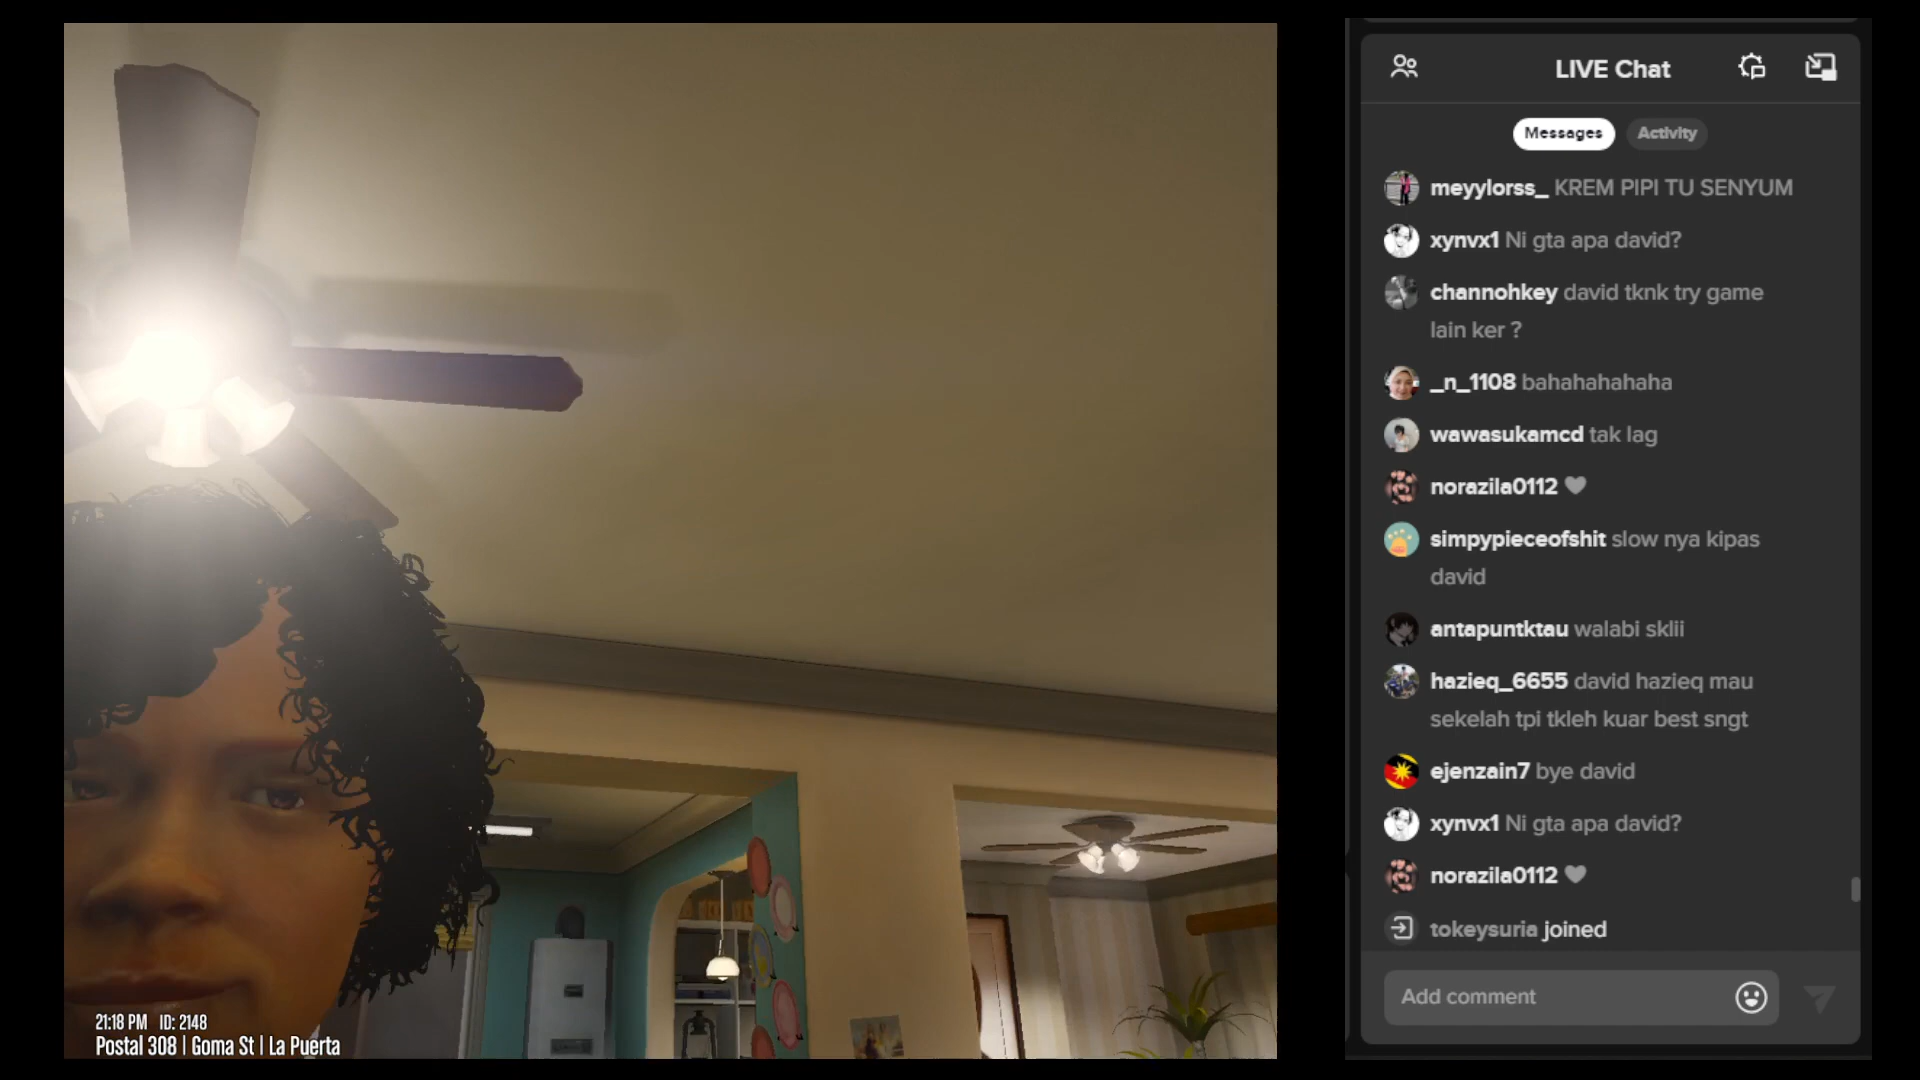 LIVE Chat
Messages
Activity
meyylorss_ KREM PIPI TU SENYUM
xynvx1 Ni gta apa david?
channohkey david tknk try game
lain ker ?
_n_1108 bahahahahaha
wawasukamcd tak lag
norazila0112 🩶
simpypieceofshit slow nya kipas
david
antapuntktau walabi sklii
hazieq_6655 david hazieq mau
sekelah tpi tkleh kuar best sngt
ejenzain7 bye david
xynvx1 Ni gta apa david?
norazila0112 🩶
tokeysuria joined
Add comment
21:18 PM ID: 2148
Postal 308 | Goma St | La Puerta